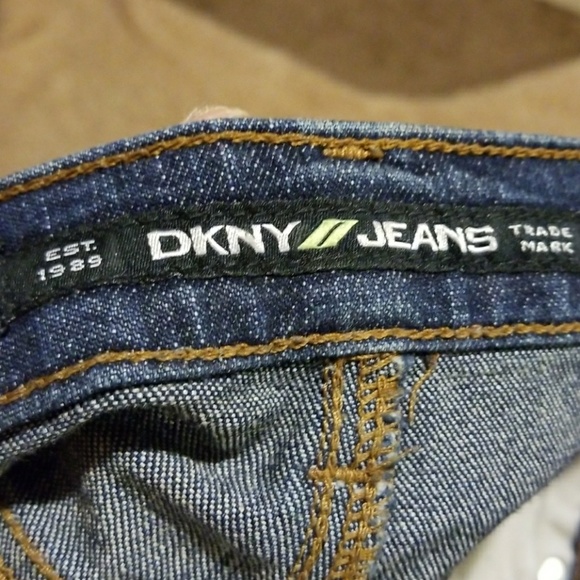 EST.
1989
DKNY // JEANS
TRADE
MARK